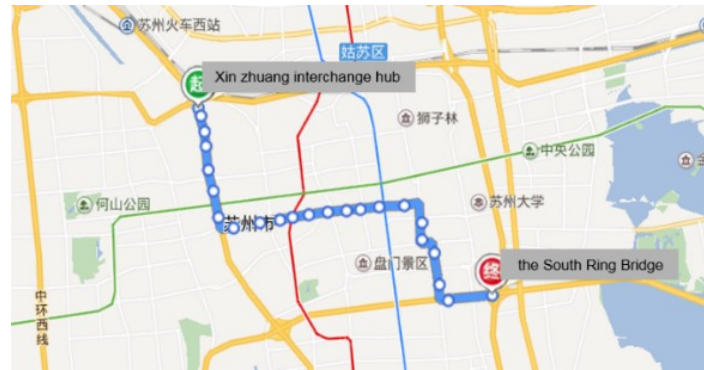 苏州火车西站
姑苏区
起
Xin zhuang interchange hub
狮子林
中央公园
何山公园
苏州大学
苏州市
盘门景区
终
the South Ring Bridge
中环西线